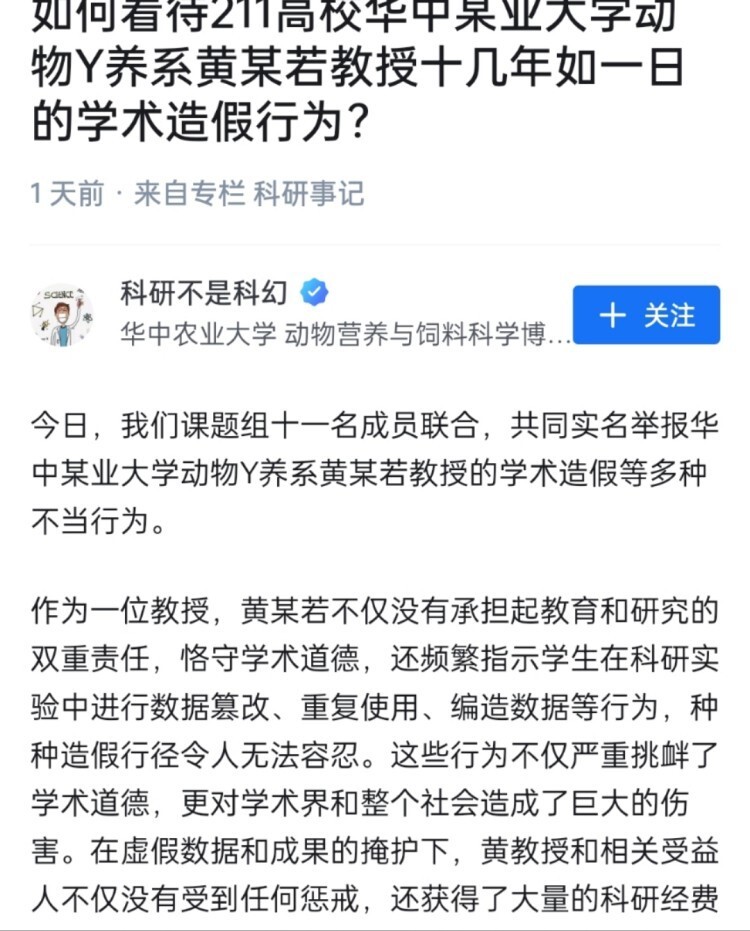 如何看待211高校华中某业大学动
物Y养系黄某若教授十几年如一日
的学术造假行为？
1 天前 · 来自专栏 科研事记
SCIENCE
科研不是科幻
华中农业大学 动物营养与饲料科学博...
＋ 关注
今日，我们课题组十一名成员联合，共同实名举报华
中某业大学动物Y养系黄某若教授的学术造假等多种
不当行为。
作为一位教授，黄某若不仅没有承担起教育和研究的
双重责任，恪守学术道德，还频繁指示学生在科研实
验中进行数据篡改、重复使用、编造数据等行为，种
种造假行径令人无法容忍。这些行为不仅严重挑衅了
学术道德，更对学术界和整个社会造成了巨大的伤
害。在虚假数据和成果的掩护下，黄教授和相关受益
人不仅没有受到任何惩戒，还获得了大量的科研经费